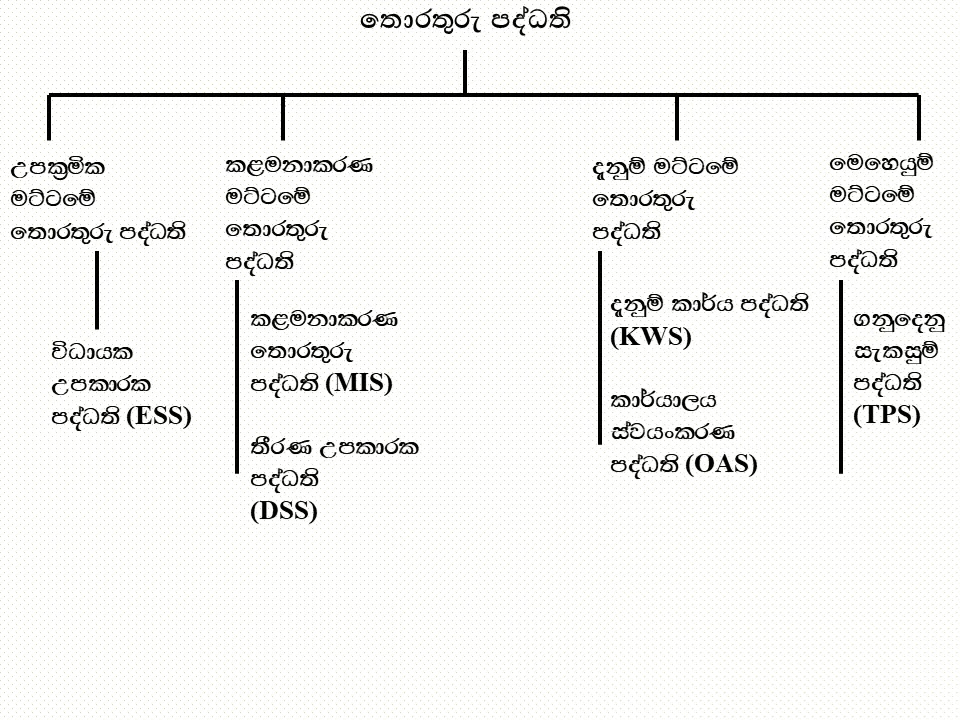 තොරතුරු පද්ධති
උපක්‍රමික
මට්ටමේ
තොරතුරු පද්ධති
විධායක
උපකාරක
පද්ධති (ESS)
කළමනාකරණ
මට්ටමේ
තොරතුරු
පද්ධති
කළමනාකරණ
තොරතුරු
පද්ධති (MIS)
තීරණ උපකාරක
පද්ධති
(DSS)
දැනුම් මට්ටමේ
තොරතුරු
පද්ධති
දැනුම් කාර්ය පද්ධති
(KWS)
කාර්යාලය
ස්වයංකරණ
පද්ධති (OAS)
මෙහෙයුම්
මට්ටමේ
තොරතුරු
පද්ධති
ගනුදෙනු
සැකසුම්
පද්ධති
(TPS)